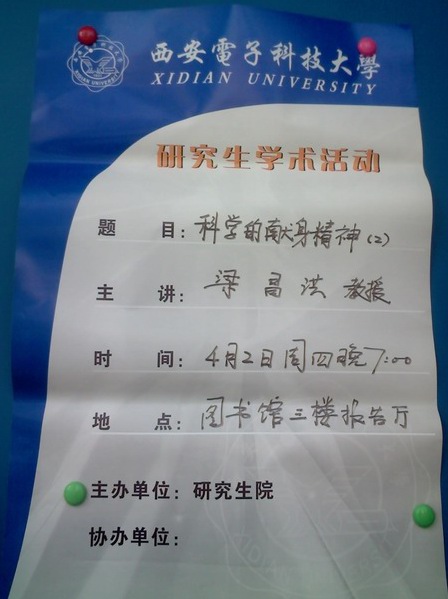 西安電子科技大學
XIDIAN UNIVERSITY
研究生学术活动
题 目: 科学的献身精神(2)
主 讲: 梁昌洪 教授
时 间: 4月2日周四晚7:00
地 点: 图书馆三楼报告厅
主办单位: 研究生院
协办单位: